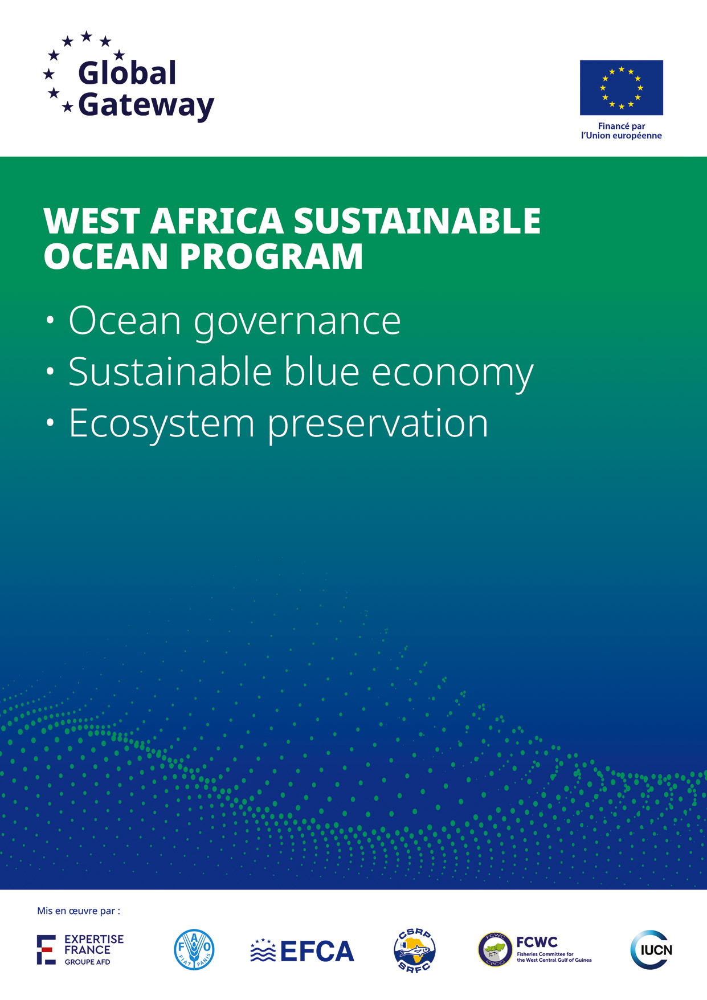 Global
Gateway
Financé par
l'Union européenne
WEST AFRICA SUSTAINABLE
OCEAN PROGRAM
• Ocean governance
• Sustainable blue economy
• Ecosystem preservation
Mis en œuvre par :
EXPERTISE
FRANCE
GROUPE AFD
F A O
FIAT PANIS
EFCA
CSRP
SRFC
FCWC
CPCO
FCWC
Fisheries Committee for
the West Central Gulf of Guinea
IUCN